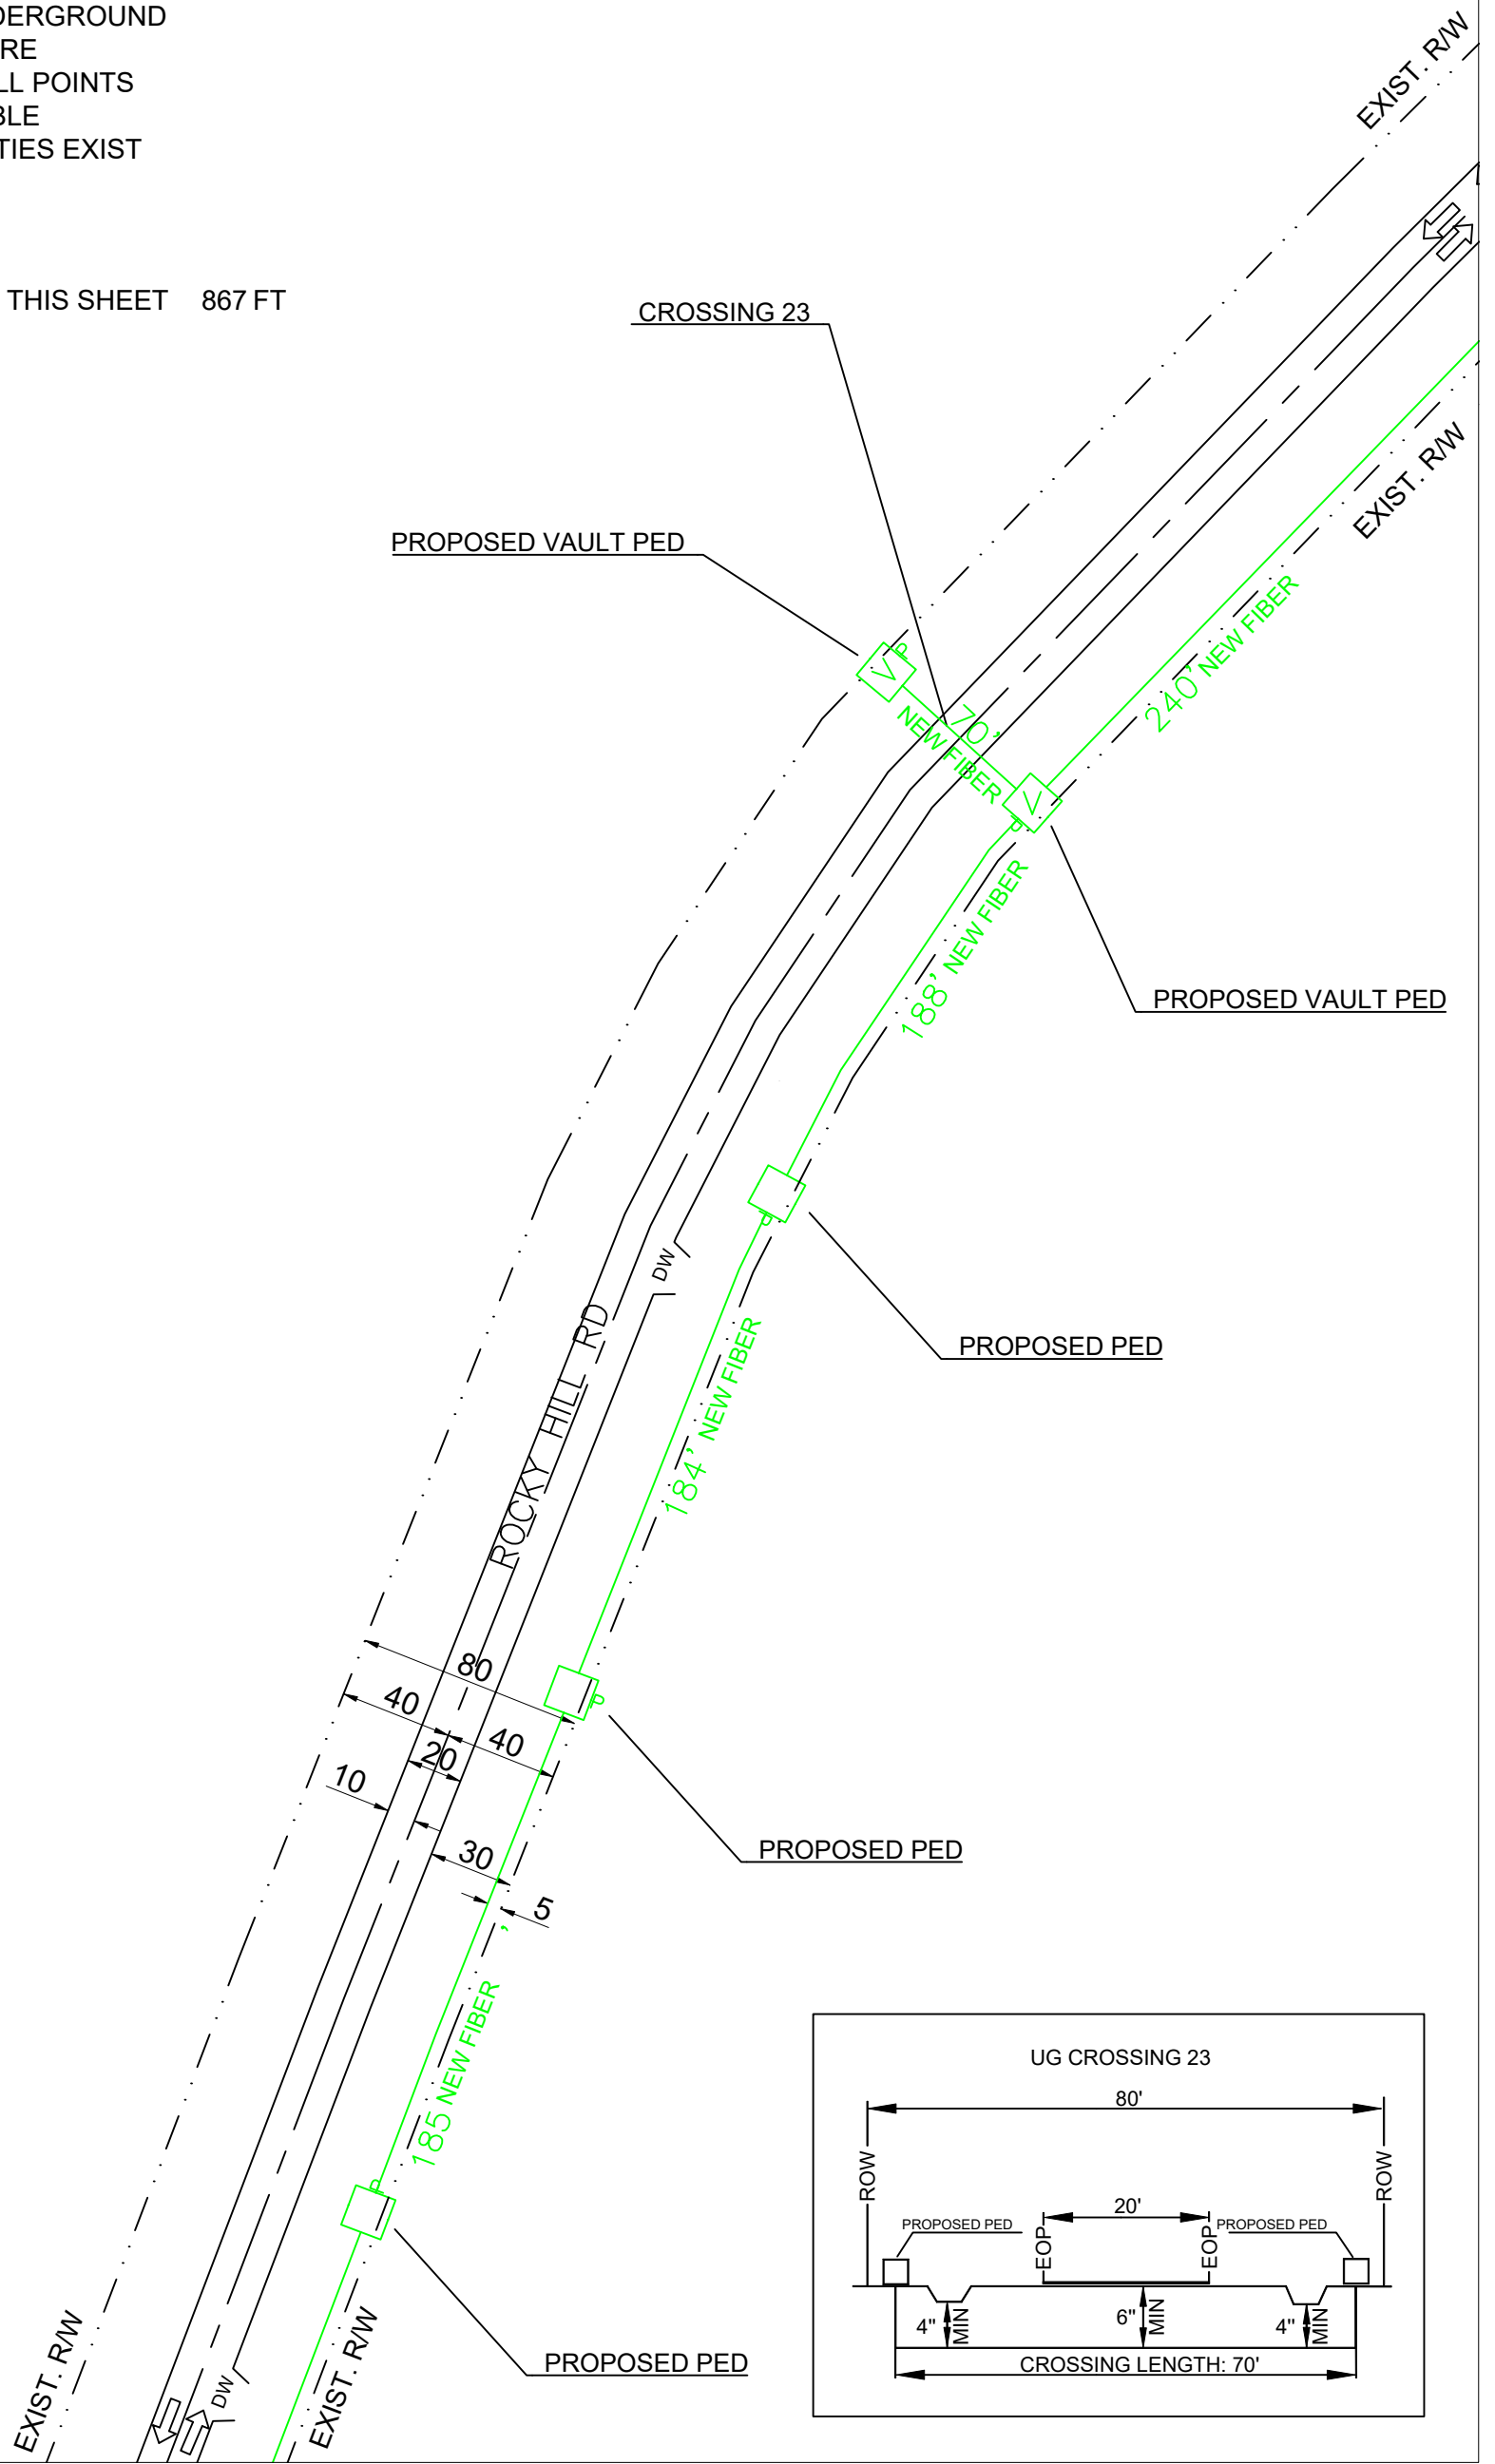 DERGROUND
RE
LL POINTS
BLE
TIES EXIST
THIS SHEET 867 FT
EXIST. R/W
CROSSING 23
EXIST. R/W
PROPOSED VAULT PED
240' NEW FIBER
V P
70'
NEW FIBER
V
P
188' NEW FIBER
PROPOSED VAULT PED
P
DW
PROPOSED PED
ROCKY HILL RD
184' NEW FIBER
80
40
P
40
20
10
PROPOSED PED
30
5
185 NEW FIBER '
P
PROPOSED PED
EXIST. R/W
DW
EXIST. R/W
UG CROSSING 23
80'
ROW
ROW
20'
PROPOSED PED
EOP
EOP
PROPOSED PED
4" MIN
6" MIN
4" MIN
CROSSING LENGTH: 70'